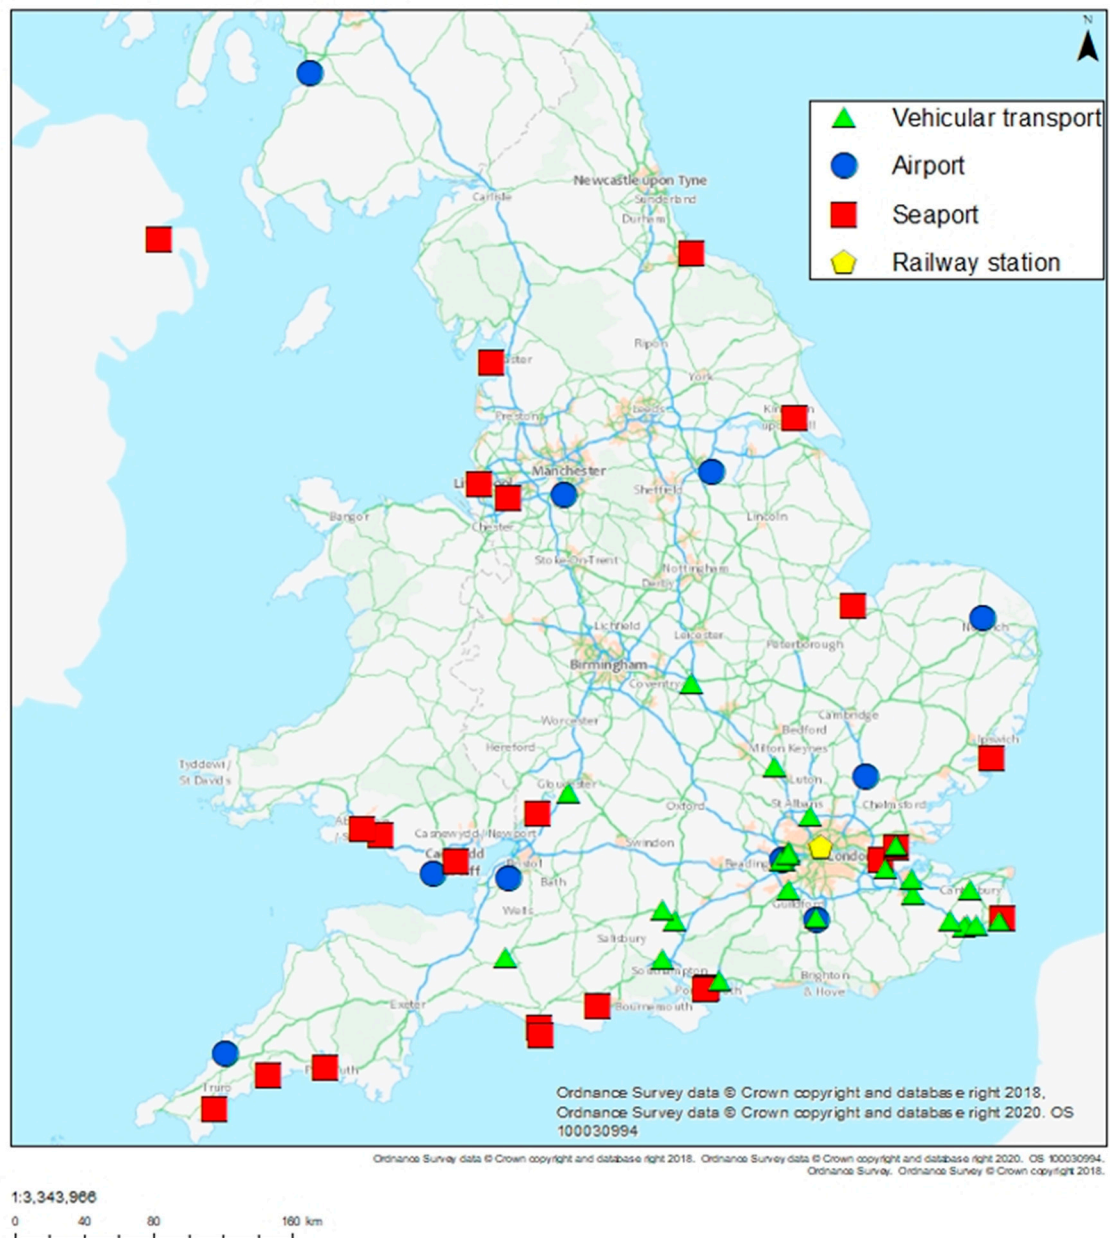 N
Vehicular transport
Airport
Seaport
Railway station
Newcastle upon Tyne
Carlisle
Sunderland
Durham
Ripon
York
Preston
Leeds
Manchester
Sheffield
Bangor
Chester
Lincoln
Stoke-On-Trent
Nottingham
Derby
Lichfield
Leicester
Peterborough
Birmingham
Coventry
Worcester
Cambridge
Bedford
Hereford
Milton Keynes
Ipswich
Tyddewi /
St Davids
Luton
Oxford
St Albans
Chelmsford
Casnewydd / Newport
Swindon
London
Reading
Bristol
Bath
Guildford
Wells
Salisbury
Southampton
Brighton
& Hove
Bournemouth
Exeter
Truro
Ordnance Survey data © Crown copyright and database right 2018,
Ordnance Survey data © Crown copyright and database right 2020. OS
100030994
Ordnance Survey data © Crown copyright and database right 2018. Ordnance Survey data © Crown copyright and database right 2020. OS 100030994.
Ordnance Survey. Ordnance Survey © Crown copyright 2018.
1:3,343,966
0 40 80 160 km